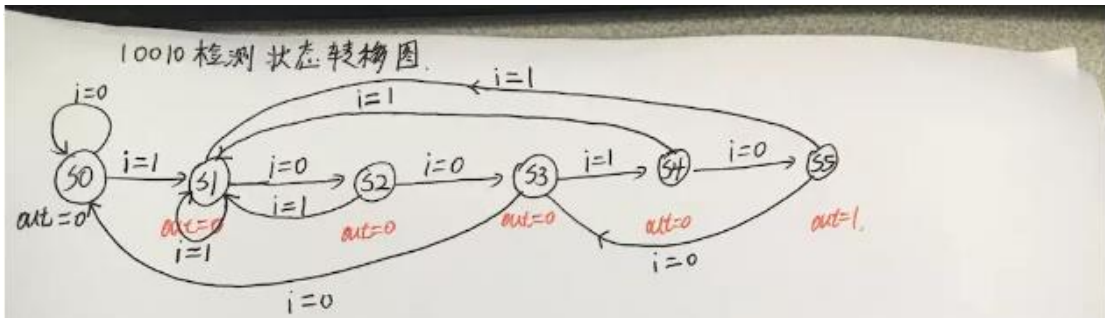 10010检测状态转移图.
i=1
i=0
i=1
i=1
i=0
i=0
i=1
i=0
S0
S1
S2
S3
S4
S5
i=1
out=0
out=0
out=0
out=0
out=0
out=1.
i=1
i=0
i=0